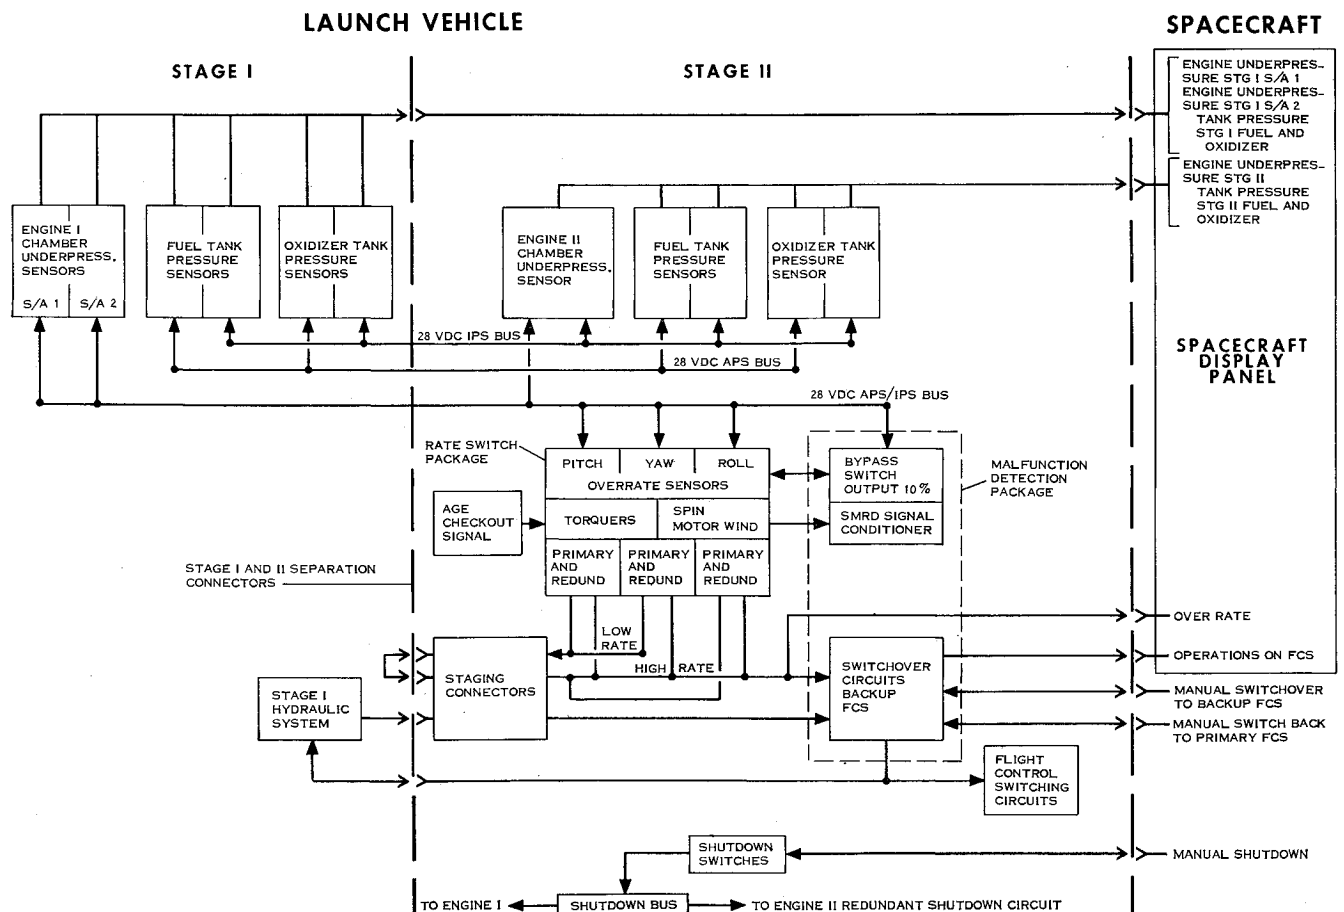 LAUNCH VEHICLE
SPACECRAFT
STAGE I
STAGE II
ENGINE UNDERPRES-
SURE STG I S/A 1
ENGINE UNDERPRES-
SURE STG I S/A 2
TANK PRESSURE
STG I FUEL AND
OXIDIZER
ENGINE UNDERPRES-
SURE STG II
TANK PRESSURE
STG II FUEL AND
OXIDIZER
ENGINE I
CHAMBER
UNDERPRESS.
SENSORS
S/A 1
S/A 2
FUEL TANK
PRESSURE
SENSORS
OXIDIZER TANK
PRESSURE
SENSORS
ENGINE II
CHAMBER
UNDERPRESS.
SENSOR
FUEL TANK
PRESSURE
SENSORS
OXIDIZER TANK
PRESSURE
SENSOR
28 VDC IPS BUS
28 VDC APS BUS
28 VDC APS/IPS BUS
SPACECRAFT
DISPLAY
PANEL
RATE SWITCH
PACKAGE
PITCH
YAW
ROLL
OVERRATE SENSORS
BYPASS
SWITCH
OUTPUT 10%
MALFUNCTION
DETECTION
PACKAGE
AGE
CHECKOUT
SIGNAL
TORQUERS
SPIN
MOTOR WIND
SMRD SIGNAL
CONDITIONER
PRIMARY
AND
REDUND
PRIMARY
AND
REDUND
PRIMARY
AND
REDUND
STAGE I AND II SEPARATION
CONNECTORS
LOW
RATE
HIGH RATE
OVER RATE
STAGING
CONNECTORS
SWITCHOVER
CIRCUITS
BACKUP
FCS
OPERATIONS ON FCS
STAGE I
HYDRAULIC
SYSTEM
MANUAL SWITCHOVER
TO BACKUP FCS
MANUAL SWITCH BACK
TO PRIMARY FCS
FLIGHT
CONTROL
SWITCHING
CIRCUITS
SHUTDOWN
SWITCHES
MANUAL SHUTDOWN
TO ENGINE I
SHUTDOWN BUS
TO ENGINE II REDUNDANT SHUTDOWN CIRCUIT